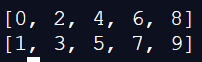 [0, 2, 4, 6, 8]
[1, 3, 5, 7, 9]